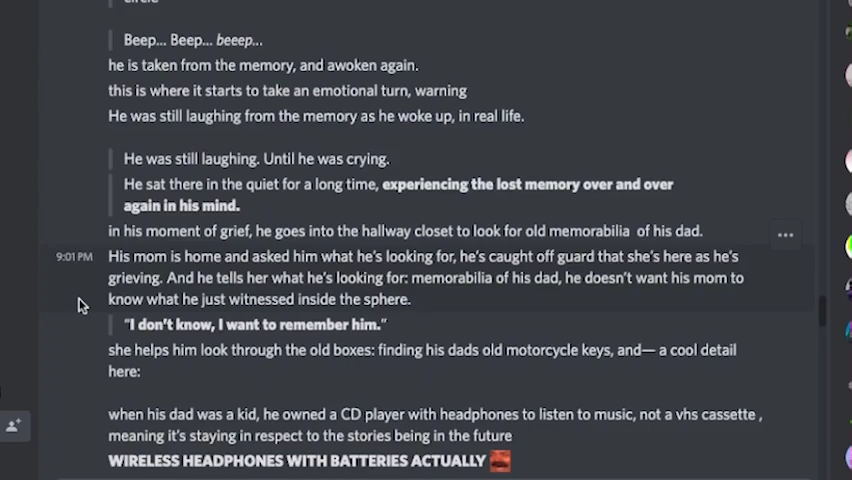 circle
Beep... Beep... beeep...
he is taken from the memory, and awoken again.
this is where it starts to take an emotional turn, warning
He was still laughing from the memory as he woke up, in real life.
He was still laughing. Until he was crying.
He sat there in the quiet for a long time, experiencing the lost memory over and over
again in his mind.
in his moment of grief, he goes into the hallway closet to look for old memorabilia of his dad.
9:01 PM His mom is home and asked him what he's looking for, he's caught off guard that she's here as he's
grieving. And he tells her what he's looking for: memorabilia of his dad, he doesn't want his mom to
know what he just witnessed inside the sphere.
"I don't know, I want to remember him."
she helps him look through the old boxes: finding his dads old motorcycle keys, and— a cool detail
here:
when his dad was a kid, he owned a CD player with headphones to listen to music, not a vhs cassette ,
meaning it's staying in respect to the stories being in the future
WIRELESS HEADPHONES WITH BATTERIES ACTUALLY